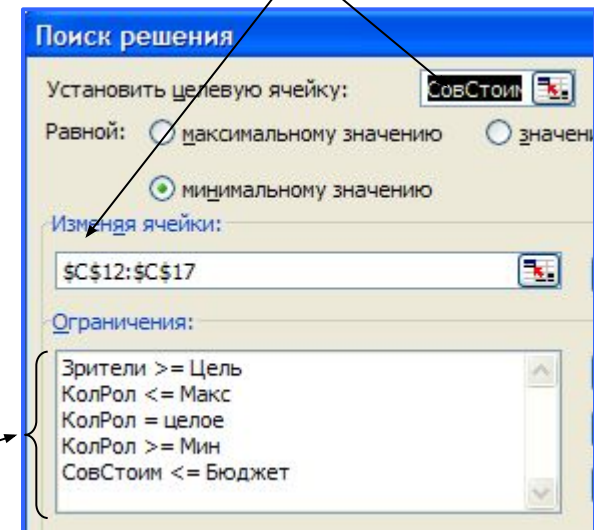 Поиск решения
Установить целевую ячейку: СовСтоим
Равной: максимальному значению значени
минимальному значению
Изменяя ячейки:
$C$12:$C$17
Ограничения:
Зрители >= Цель
КолРол <= Макс
КолРол = целое
КолРол >= Мин
СовСтоим <= Бюджет